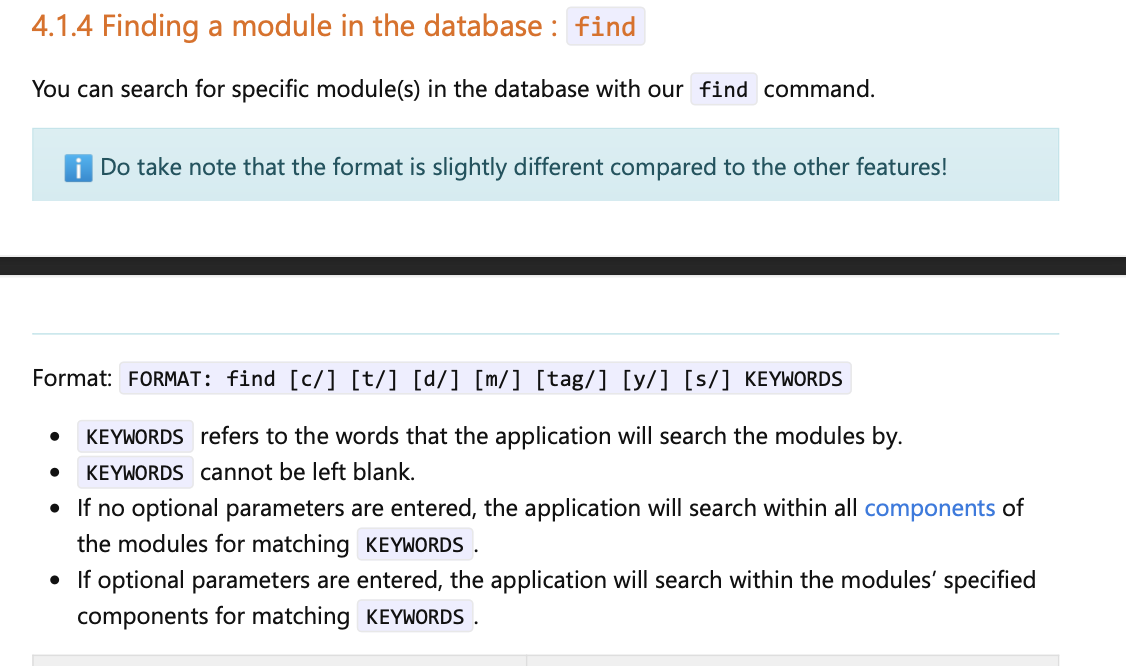 4.1.4 Finding a module in the database : find
You can search for specific module(s) in the database with our find command.
ℹ️ Do take note that the format is slightly different compared to the other features!
Format: FORMAT: find [c/] [t/] [d/] [m/] [tag/] [y/] [s/] KEYWORDS
• KEYWORDS refers to the words that the application will search the modules by.
• KEYWORDS cannot be left blank.
• If no optional parameters are entered, the application will search within all components of
the modules for matching KEYWORDS .
• If optional parameters are entered, the application will search within the modules’ specified
components for matching KEYWORDS .